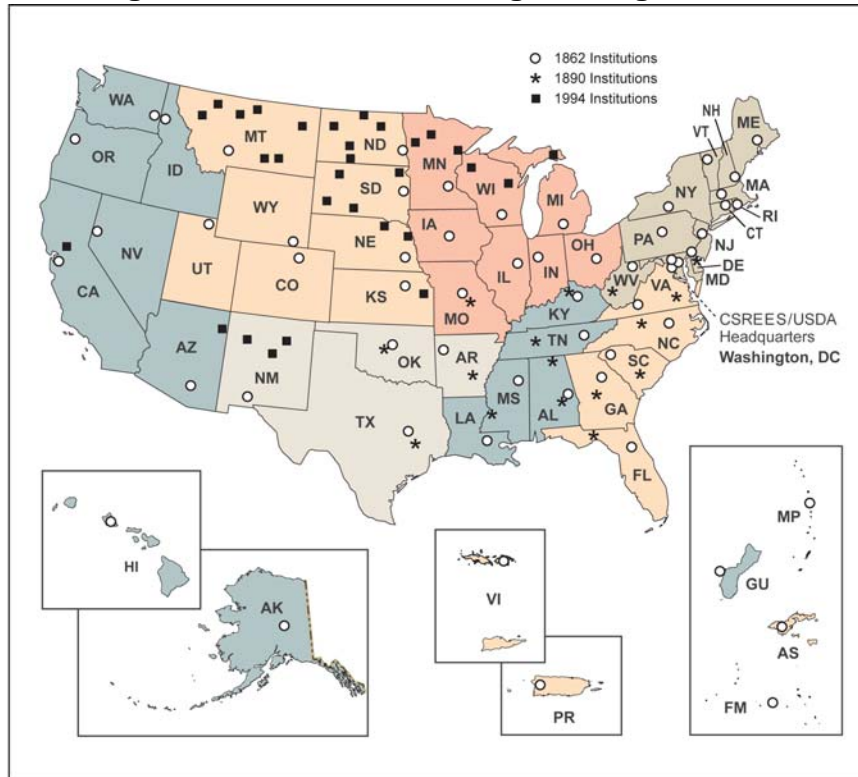 1862 Institutions
1890 Institutions
1994 Institutions
WA
MT
ND
MN
NH
VT
ME
OR
ID
SD
WI
MI
NY
MA
WY
RI
CT
IA
PA
NJ
NE
NV
IL
IN
OH
DE
UT
CO
WV
MD
CA
KS
MO
VA
KY
CSREES/USDA
Headquarters
Washington, DC
NC
TN
AZ
NM
OK
AR
SC
MS
AL
GA
TX
LA
FL
MP
HI
GU
VI
AK
AS
FM
PR